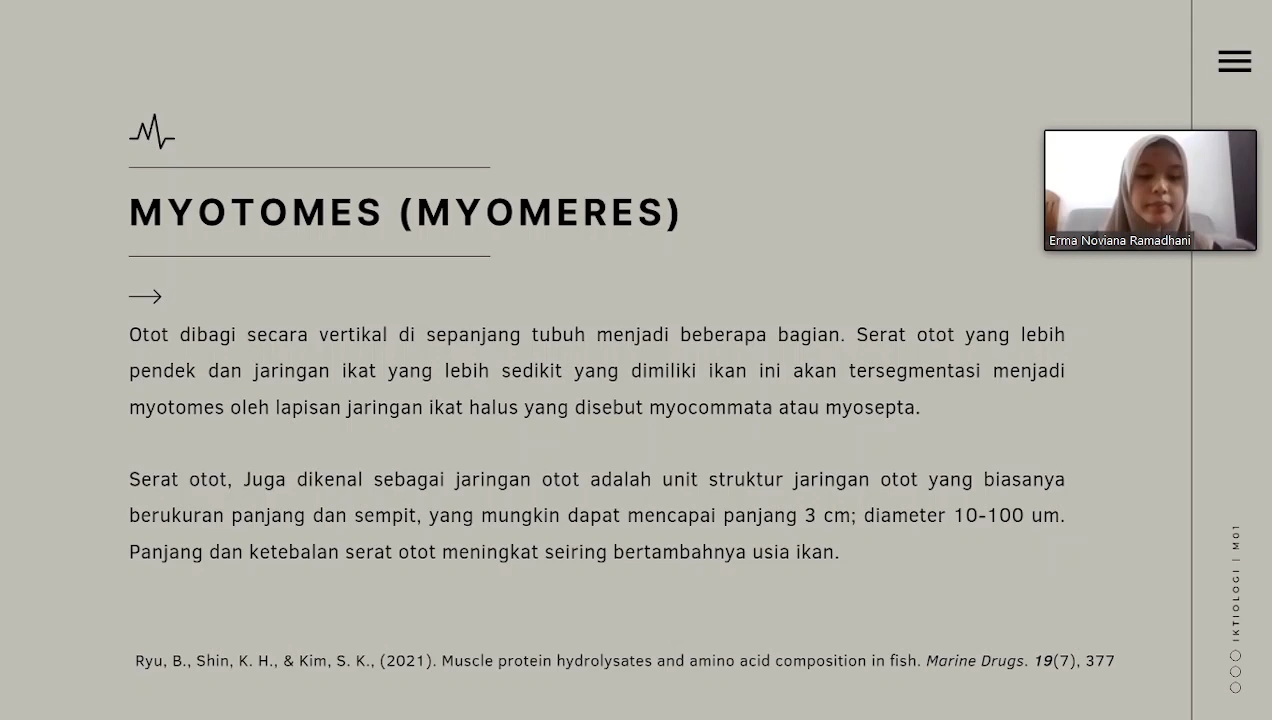 MYOTOMES (MYOMERES)
Otot dibagi secara vertikal di sepanjang tubuh menjadi beberapa bagian. Serat otot yang lebih
pendek dan jaringan ikat yang lebih sedikit yang dimiliki ikan ini akan tersegmentasi menjadi
myotomes oleh lapisan jaringan ikat halus yang disebut myocommata atau myosepta.
Serat otot, Juga dikenal sebagai jaringan otot adalah unit struktur jaringan otot yang biasanya
berukuran panjang dan sempit, yang mungkin dapat mencapai panjang 3 cm; diameter 10-100 um.
Panjang dan ketebalan serat otot meningkat seiring bertambahnya usia ikan.
Ryu, B., Shin, K. H., & Kim, S. K., (2021). Muscle protein hydrolysates and amino acid composition in fish. Marine Drugs. 19(7), 377
Erma Noviana Ramadhani
IKTIOLOGI | M01